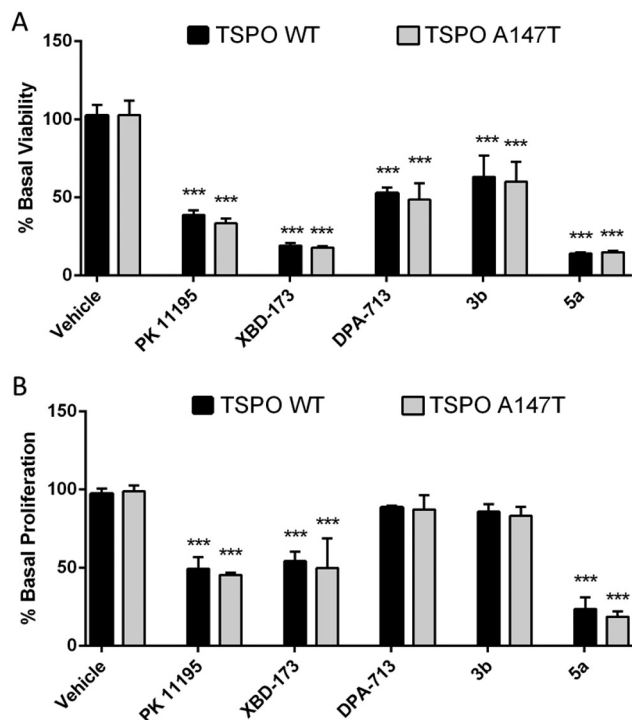 A
TSPO WT TSPO A147T
% Basal Viability
150
100
50
0
*** *** *** *** *** *** *** *** *** ***
Vehicle PK 11195 XBD-173 DPA-713 3b 5a
B
TSPO WT TSPO A147T
% Basal Proliferation
150
100
50
0
*** *** *** *** *** ***
Vehicle PK 11195 XBD-173 DPA-713 3b 5a